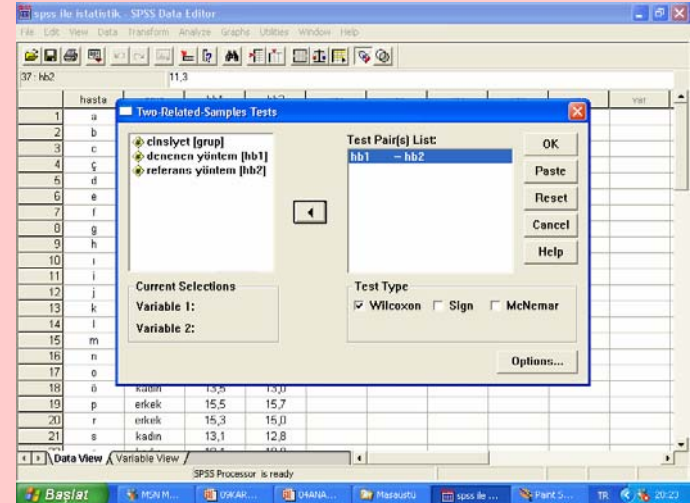 spss ile istatistik - SPSS Data Editor
File Edit View Data Transform Analyze Graphs Utilities Window Help
37 : hb2 11,3
hasta
var
1 a
2 b
3 c
4 ç
5 d
6 e
7 f
8 g
9 h
10 ı
11 i
12 j
13 k
14 l
15 m
16 n
17 o
18 ö kadın 13,5 13,0
19 p erkek 15,5 15,7
20 r erkek 15,3 15,0
21 s kadın 13,1 12,8
Two-Related-Samples Tests
cinsiyet [grup]
denenen yöntem [hb1]
referans yöntem [hb2]
Test Pair(s) List:
hb1 -- hb2
OK
Paste
Reset
Cancel
Help
Current Selections
Variable 1:
Variable 2:
Test Type
Wilcoxon Sign McNemar
Options...
Data View Variable View
SPSS Processor is ready
Başlat MSN M... 09KAR... 04ANA... Masaustu spss ile ... Paint S... TR 20:23